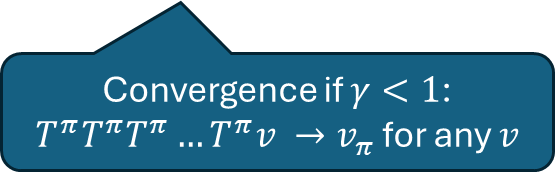 Convergence if γ < 1:
T^π T^π T^π … T^π v → v_π for any v